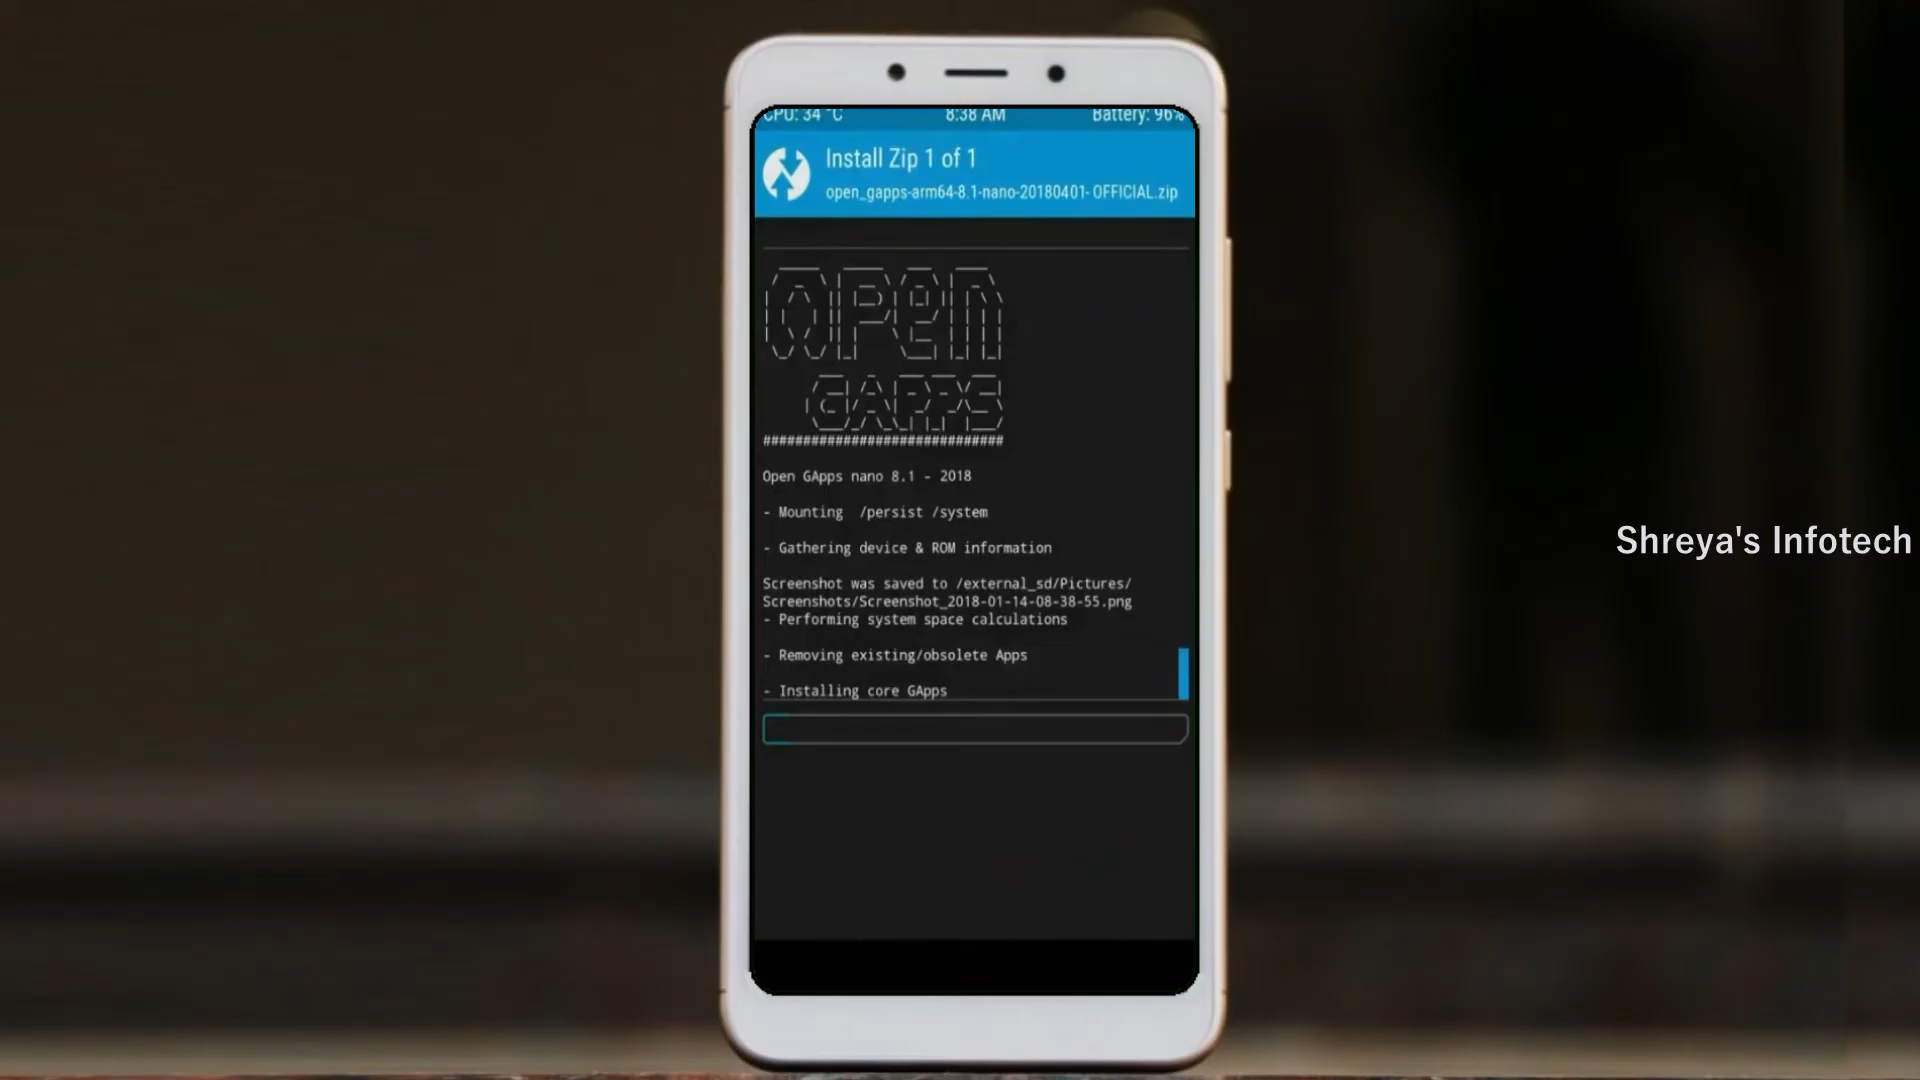 CPU: 34 °C 8:38 AM Battery: 96%
Install Zip 1 of 1
open_gapps-arm64-8.1-nano-20180401- OFFICIAL.zip
OPEN
GAPPS
##############################
Open GApps nano 8.1 - 2018
- Mounting /persist /system
- Gathering device & ROM information
Screenshot was saved to /external_sd/Pictures/
Screenshots/Screenshot_2018-01-14-08-38-55.png
- Performing system space calculations
- Removing existing/obsolete Apps
- Installing core GApps
Shreya's Infotech